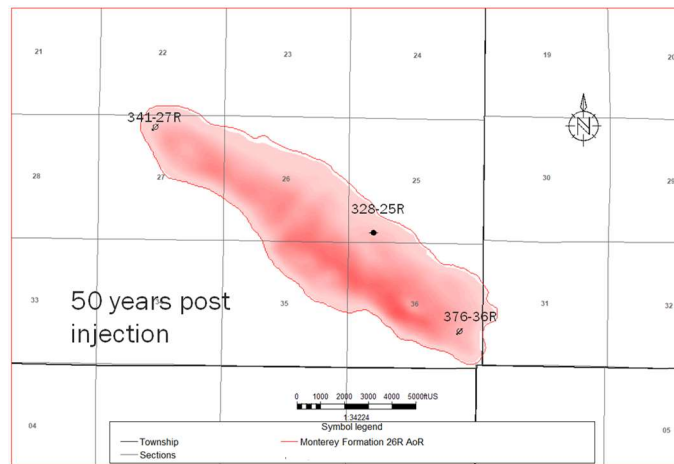 21 22 23 24 19 20
341-27R
28 27 26 25 30 29
328-25R
33 35 36 31 32
50 years post
injection
376-36R
N
0 1000 2000 3000 4000 5000ftUS
1:34224
04 05
Symbol legend
Township Monterey Formation 26R AoR
Sections